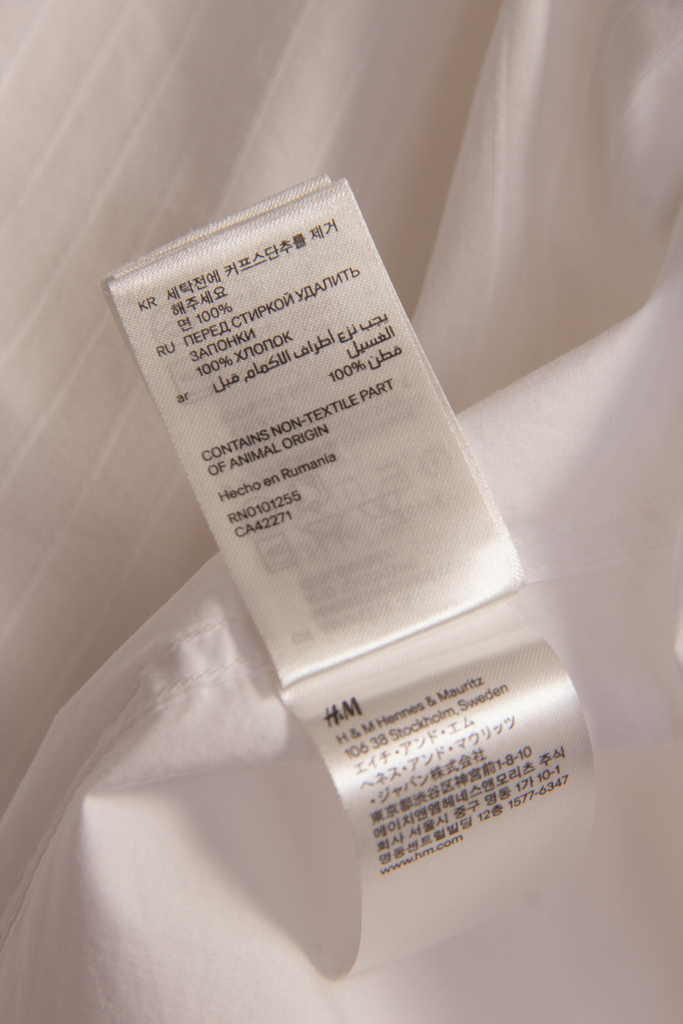 KR 세탁전에 커프스단추를 제거
해주세요
면 100%
RU ПЕРЕД СТИРКОЙ УДАЛИТЬ
ЗАПОНКИ
100% ХЛОПОК
ar يجب نزع أطراف الأكمام قبل
الغسيل
قطن 100%
CONTAINS NON-TEXTILE PART
OF ANIMAL ORIGIN
Hecho en Rumania
RN0101255
CA42271
H&M
H & M Hennes & Mauritz
106 38 Stockholm, Sweden
エイチ・アンド・エム
ヘネス・アンド・マウリッツ
・ジャパン株式会社
東京都渋谷区神宮前1-8-10
에이치앤엠헤네스앤모리츠 주식
회사 서울시 중구 명동 1가 10-1
명동센트럴빌딩 12층 1577-6347
www.hm.com